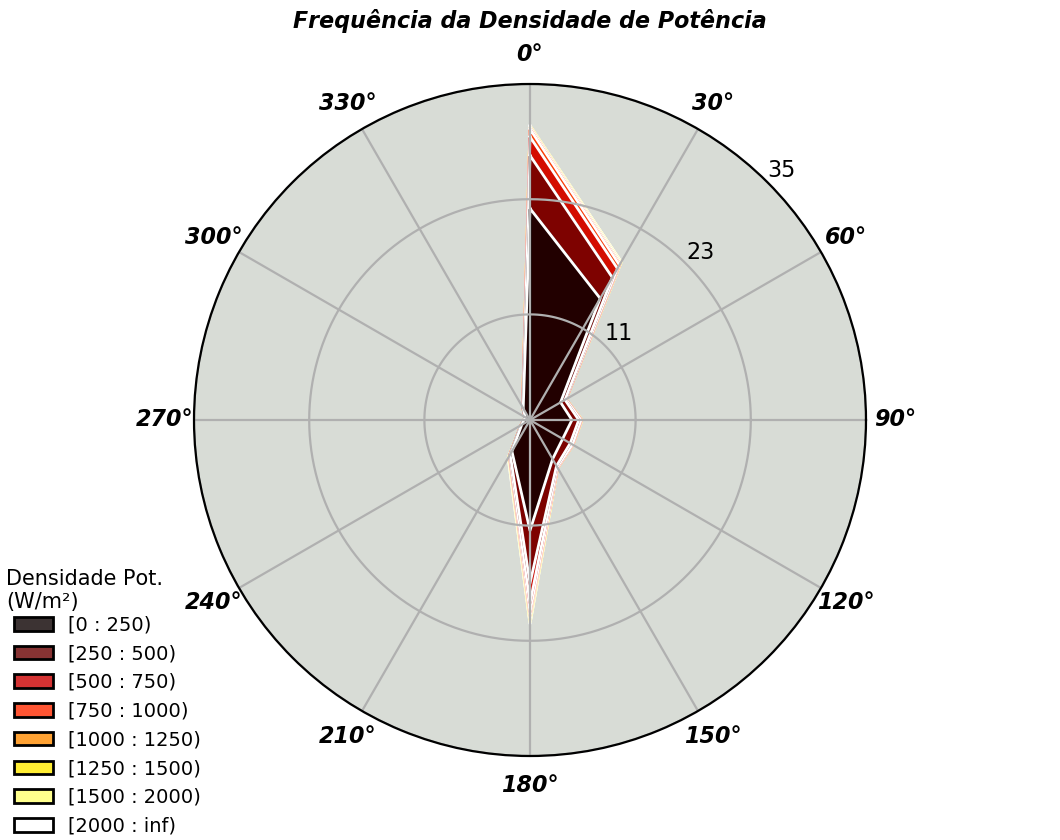 Frequência da Densidade de Potência
0°
330°
30°
35
300°
60°
23
11
270°
90°
Densidade Pot.
(W/m²)
240°
120°
[0 : 250)
[250 : 500)
[500 : 750)
[750 : 1000)
[1000 : 1250)
[1250 : 1500)
[1500 : 2000)
[2000 : inf)
210°
150°
180°